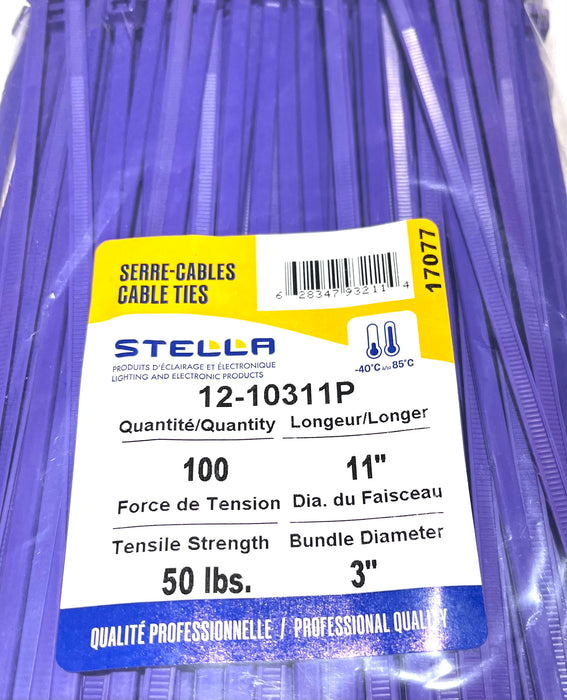 SERRE-CABLES
CABLE TIES
6 28347 93211 4
17077
STELLA
PRODUITS D'ÉCLAIRAGE ET ÉLECTRONIQUE
LIGHTING AND ELECTRONIC PRODUCTS
-40°C à/to 85°C
12-10311P
Quantité/Quantity Longeur/Longer
100 11"
Force de Tension Dia. du Faisceau
Tensile Strength Bundle Diameter
50 lbs. 3"
QUALITÉ PROFESSIONNELLE / PROFESSIONAL QUALITY